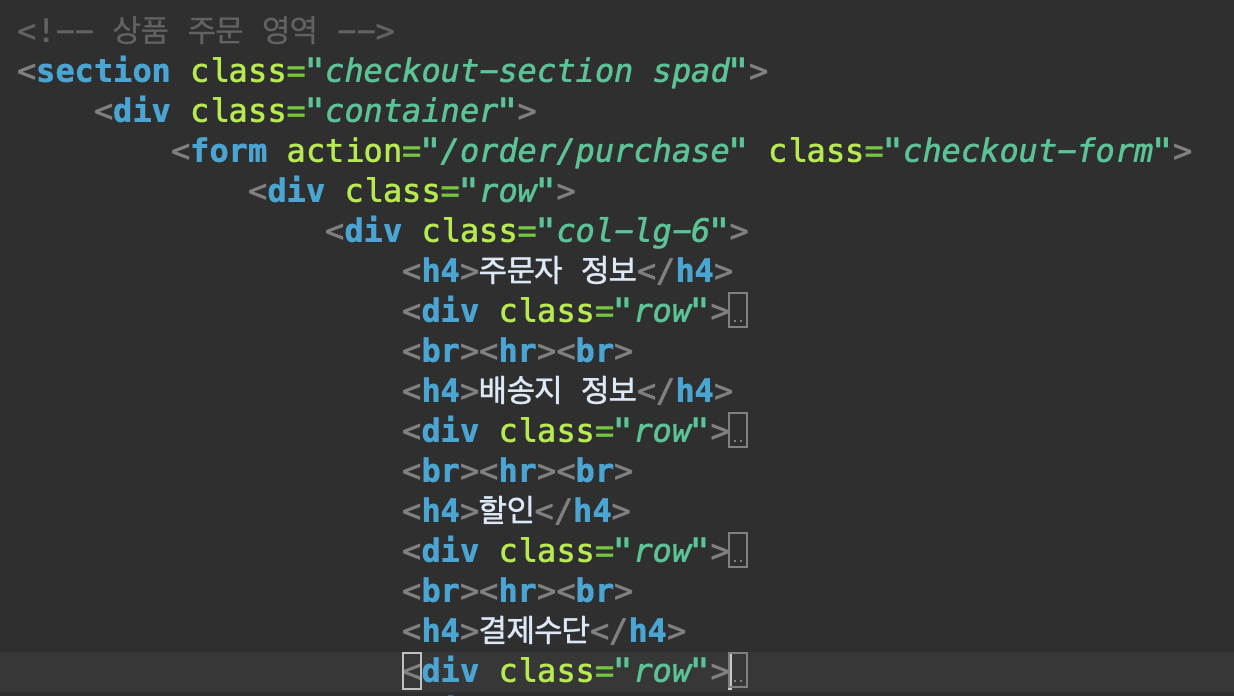 <!-- 상품 주문 영역 -->
<section class="checkout-section spad">
<div class="container">
<form action="/order/purchase" class="checkout-form">
<div class="row">
<div class="col-lg-6">
<h4>주문자 정보</h4>
<div class="row">..
<br><hr><br>
<h4>배송지 정보</h4>
<div class="row">..
<br><hr><br>
<h4>할인</h4>
<div class="row">..
<br><hr><br>
<h4>결제수단</h4>
<div class="row">..